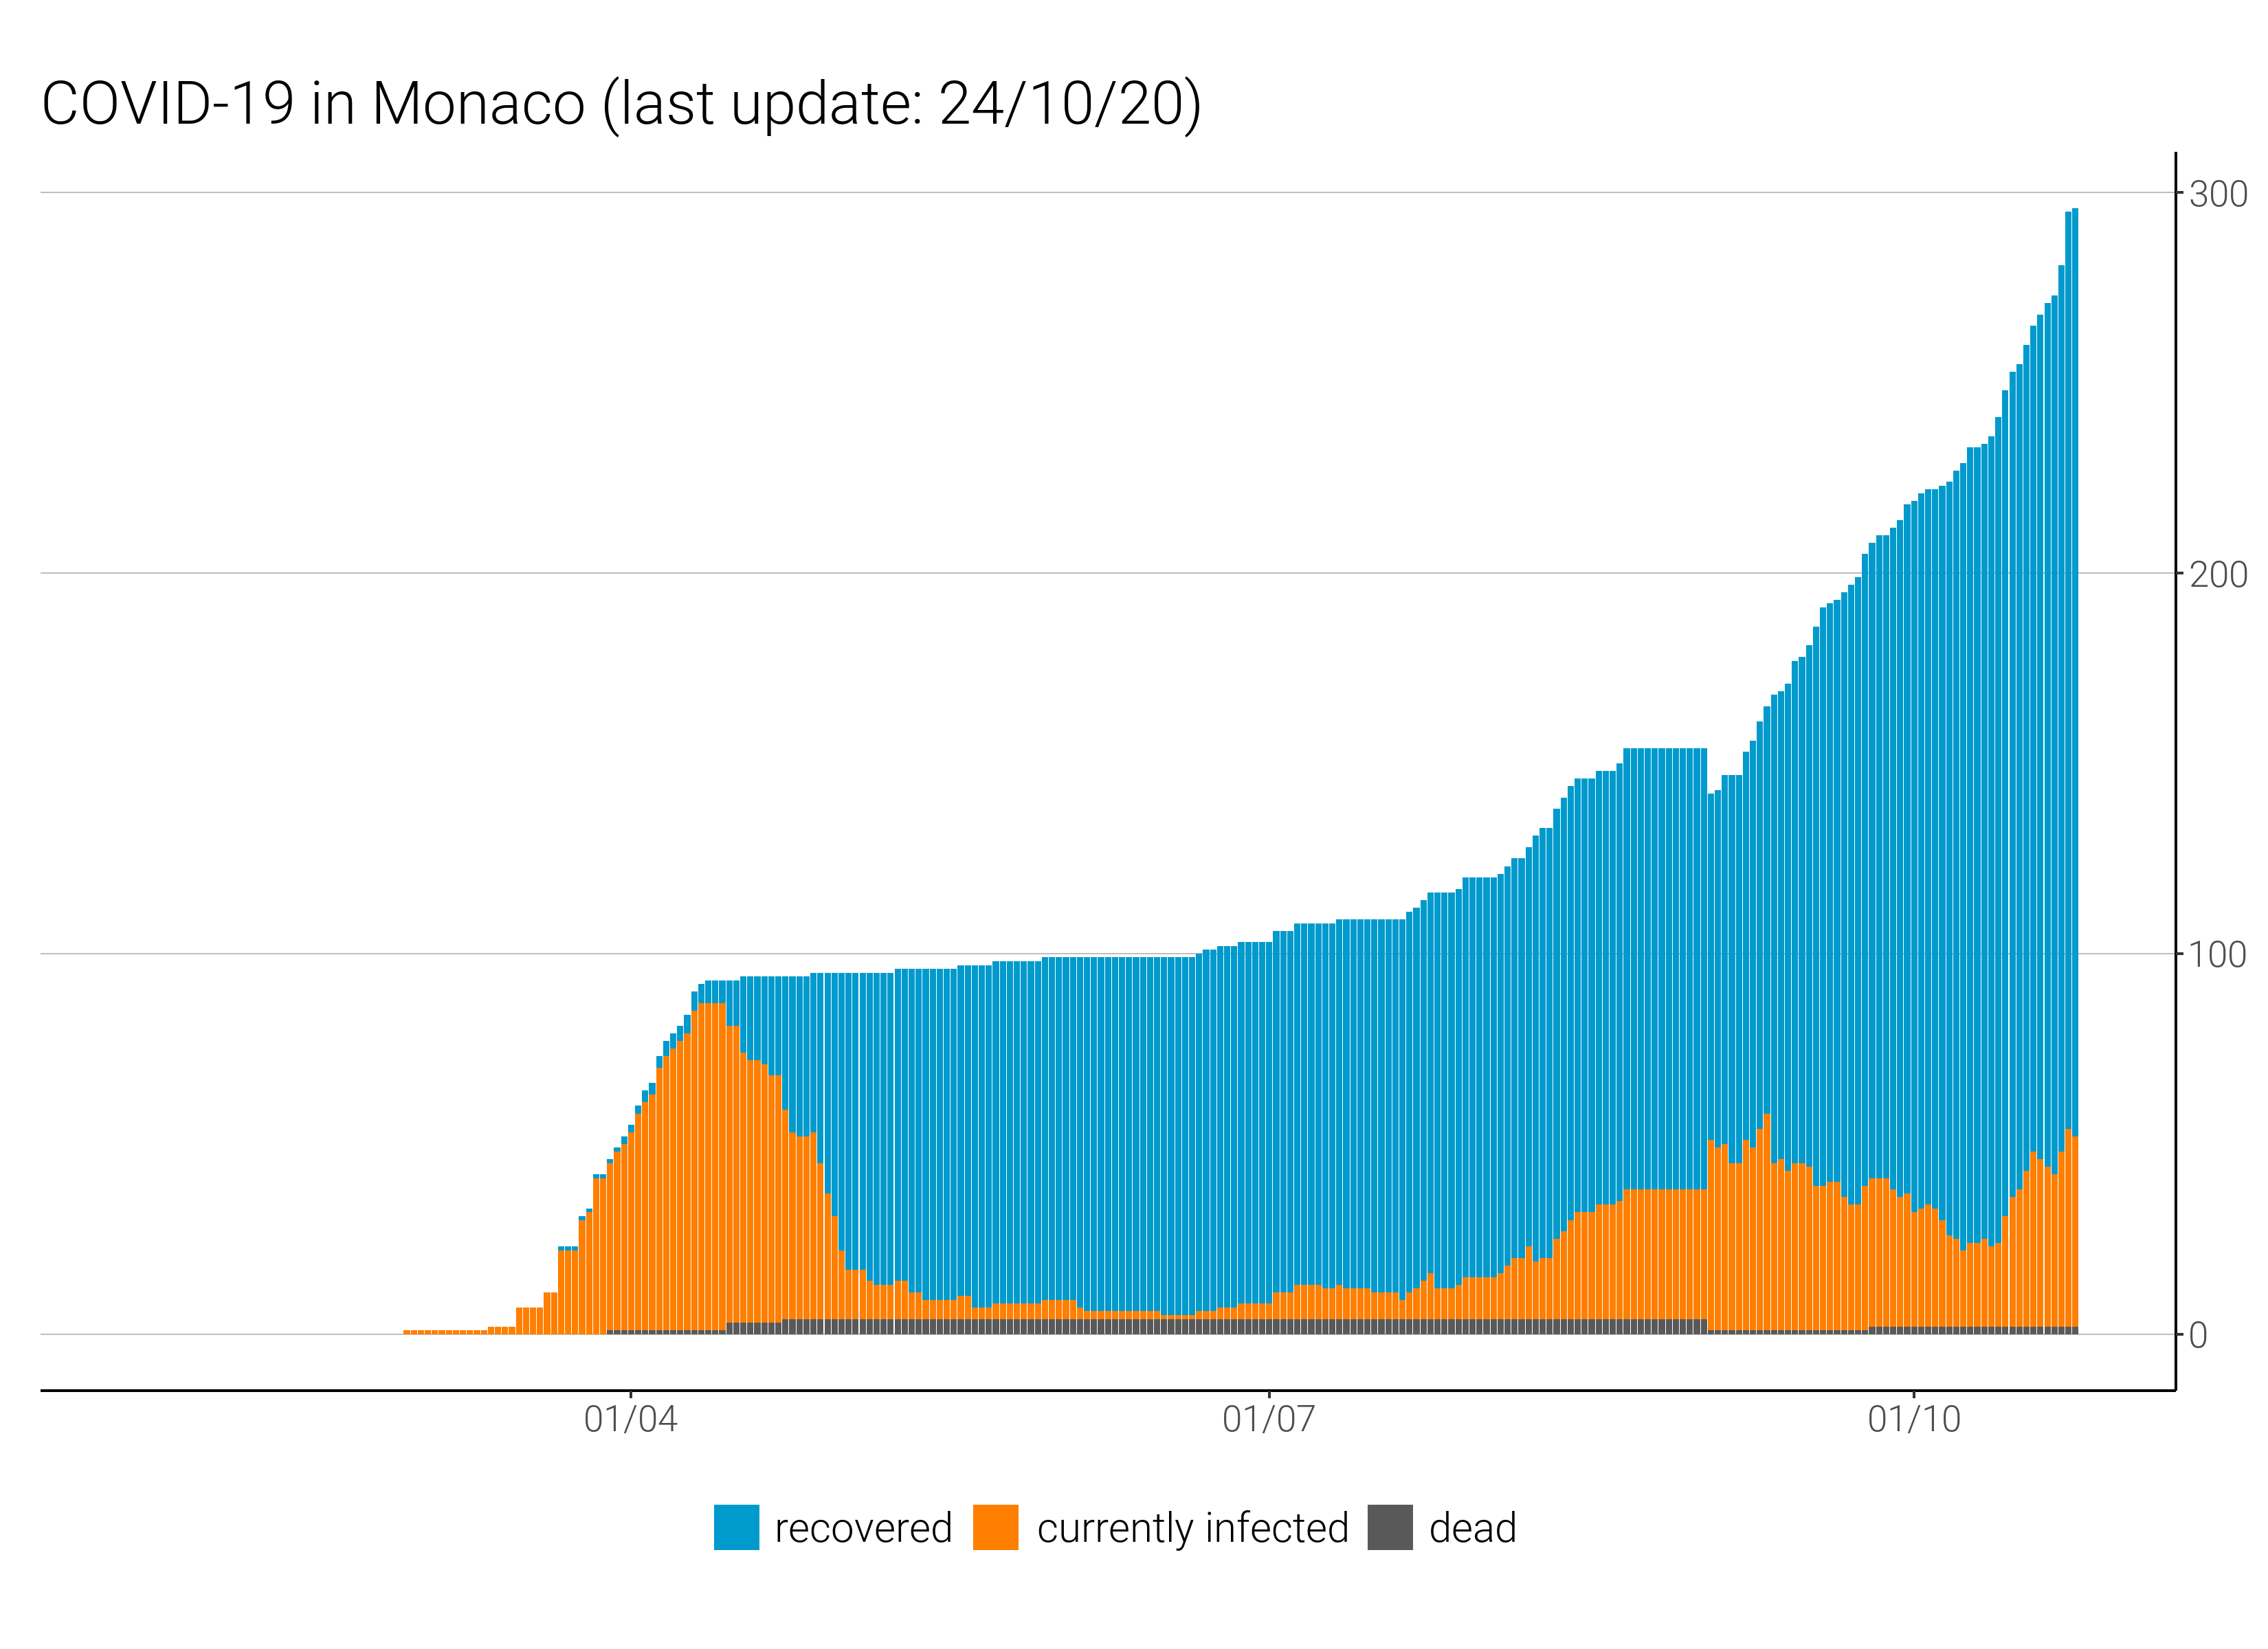 COVID-19 in Monaco (last update: 24/10/20)
300
200
100
0
01/04 01/07 01/10
recovered currently infected dead